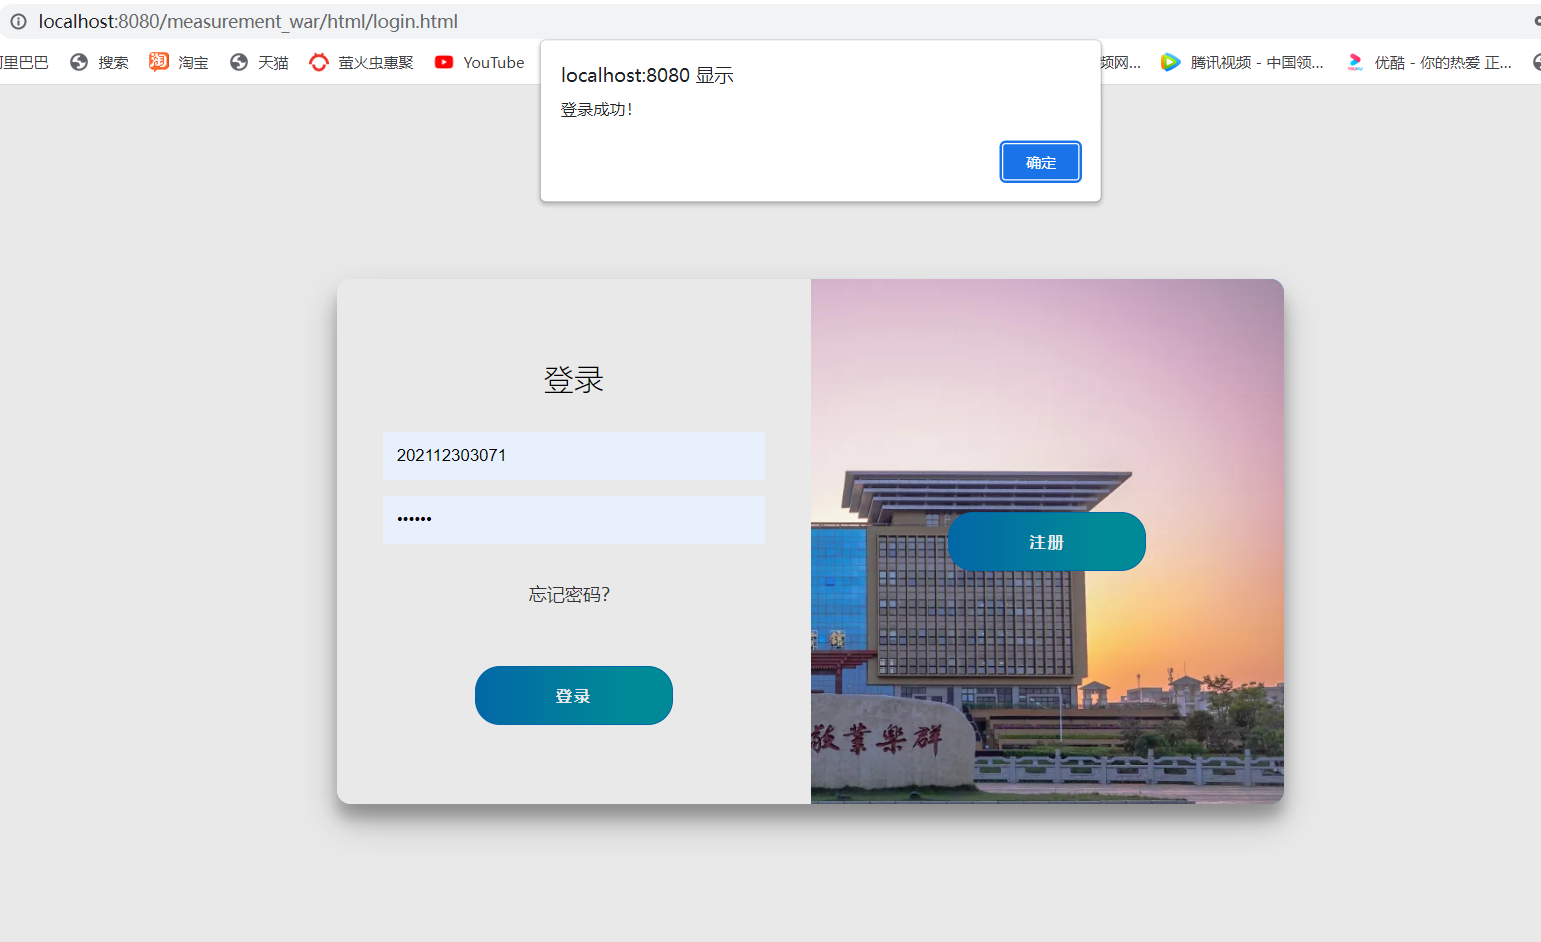 localhost:8080/measurement_war/html/login.html
阿里巴巴 搜索 淘宝 天猫 萤火虫惠聚 YouTube 频网... 腾讯视频 - 中国领... 优酷 - 你的热爱 正...
localhost:8080 显示
登录成功!
确定
登录
202112303071
••••••
忘记密码?
登录
注册
敬業樂群